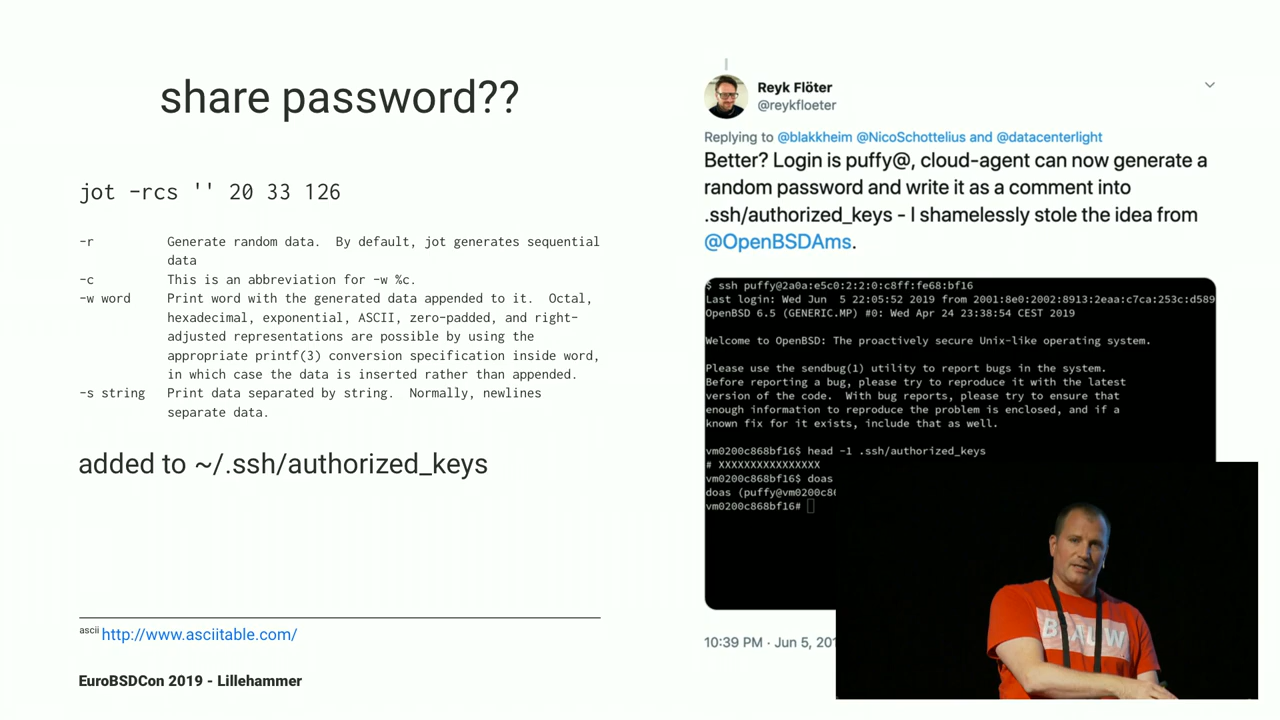 share password??
jot -rcs '' 20 33 126
-r Generate random data. By default, jot generates sequential
data
-c This is an abbreviation for -w %c.
-w word Print word with the generated data appended to it. Octal,
hexadecimal, exponential, ASCII, zero-padded, and right-
adjusted representations are possible by using the
appropriate printf(3) conversion specification inside word,
in which case the data is inserted rather than appended.
-s string Print data separated by string. Normally, newlines
separate data.
added to ~/.ssh/authorized_keys
ascii http://www.asciitable.com/
EuroBSDCon 2019 - Lillehammer
Reyk Flöter
@reykfloeter
Replying to @blakkheim @NicoSchottelius and @datacenterlight
Better? Login is puffy@, cloud-agent can now generate a
random password and write it as a comment into
.ssh/authorized_keys - I shamelessly stole the idea from
@OpenBSDAms.
$ ssh puffy@2a0a:e5c0:2:2:0:c8ff:fe68:bf16
Last login: Wed Jun 5 22:05:52 2019 from 2001:8e0:2002:8913:2eaa:c7ca:253c:d589
OpenBSD 6.5 (GENERIC.MP) #0: Wed Apr 24 23:38:54 CEST 2019
Welcome to OpenBSD: The proactively secure Unix-like operating system.
Please use the sendbug(1) utility to report bugs in the system.
Before reporting a bug, please try to reproduce it with the latest
version of the code. With bug reports, please try to ensure that
enough information to reproduce the problem is enclosed, and if a
known fix for it exists, include that as well.
vm0200c868bf16$ head -1 .ssh/authorized_keys
# XXXXXXXXXXXXXXXX
vm0200c868bf16$ doas
doas (puffy@vm0200c8
vm0200c868bf16#
10:39 PM · Jun 5, 201